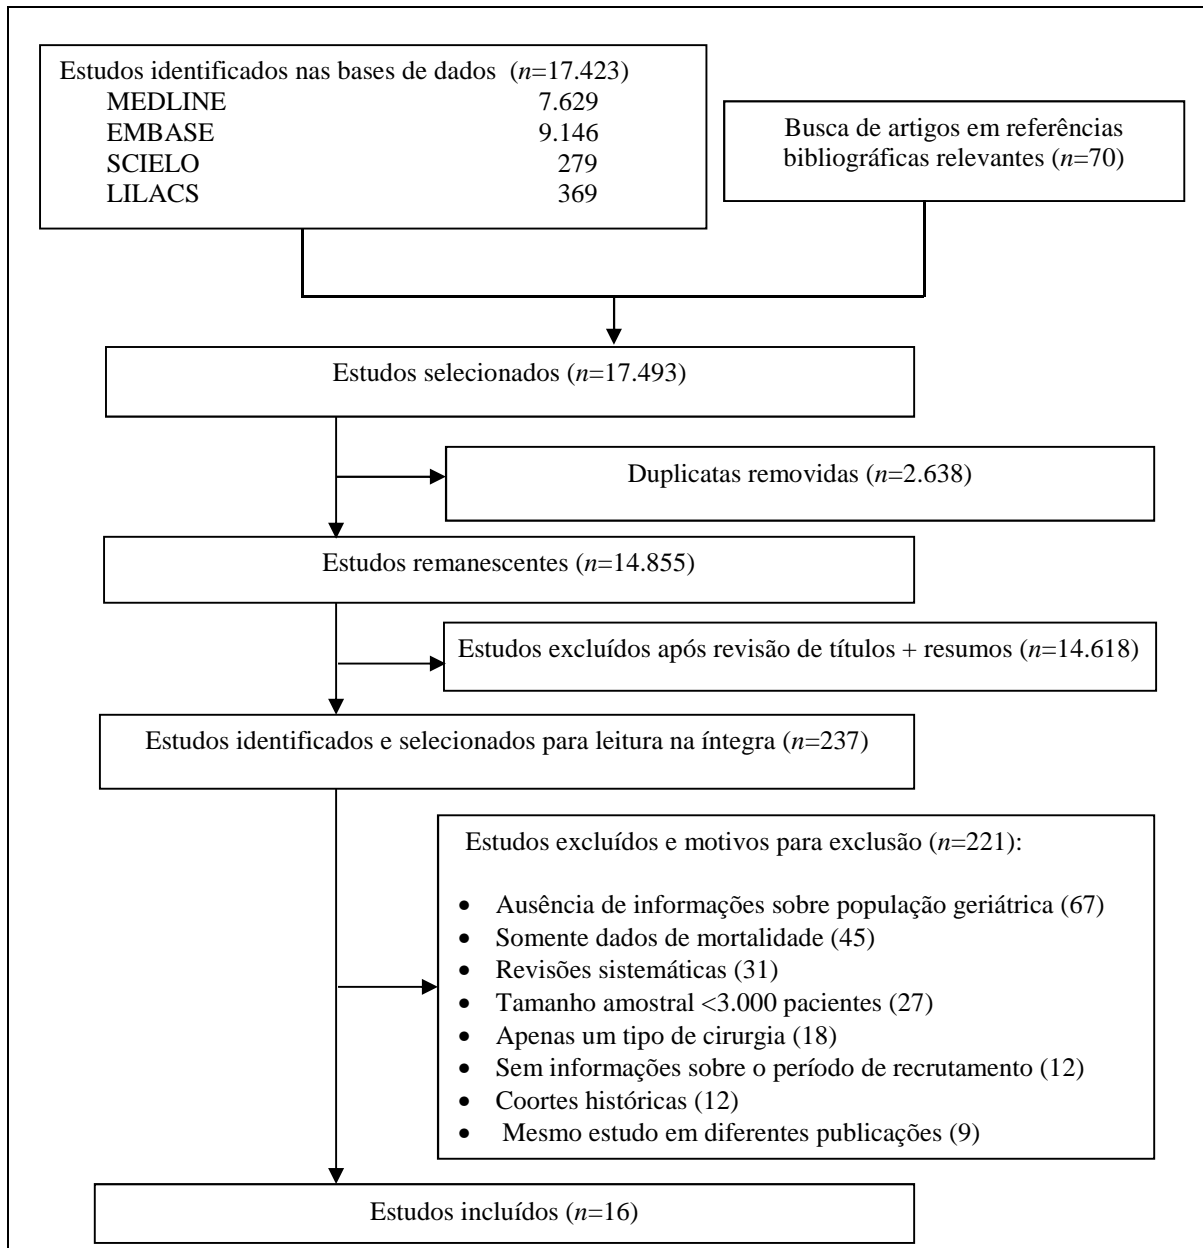 Estudos identificados nas bases de dados (n=17.423)
MEDLINE 7.629
EMBASE 9.146
SCIELO 279
LILACS 369
Busca de artigos em referências
bibliográficas relevantes (n=70)
Estudos selecionados (n=17.493)
Duplicatas removidas (n=2.638)
Estudos remanescentes (n=14.855)
Estudos excluídos após revisão de títulos + resumos (n=14.618)
Estudos identificados e selecionados para leitura na íntegra (n=237)
Estudos excluídos e motivos para exclusão (n=221):
• Ausência de informações sobre população geriátrica (67)
• Somente dados de mortalidade (45)
• Revisões sistemáticas (31)
• Tamanho amostral <3.000 pacientes (27)
• Apenas um tipo de cirurgia (18)
• Sem informações sobre o período de recrutamento (12)
• Coortes históricas (12)
• Mesmo estudo em diferentes publicações (9)
Estudos incluídos (n=16)